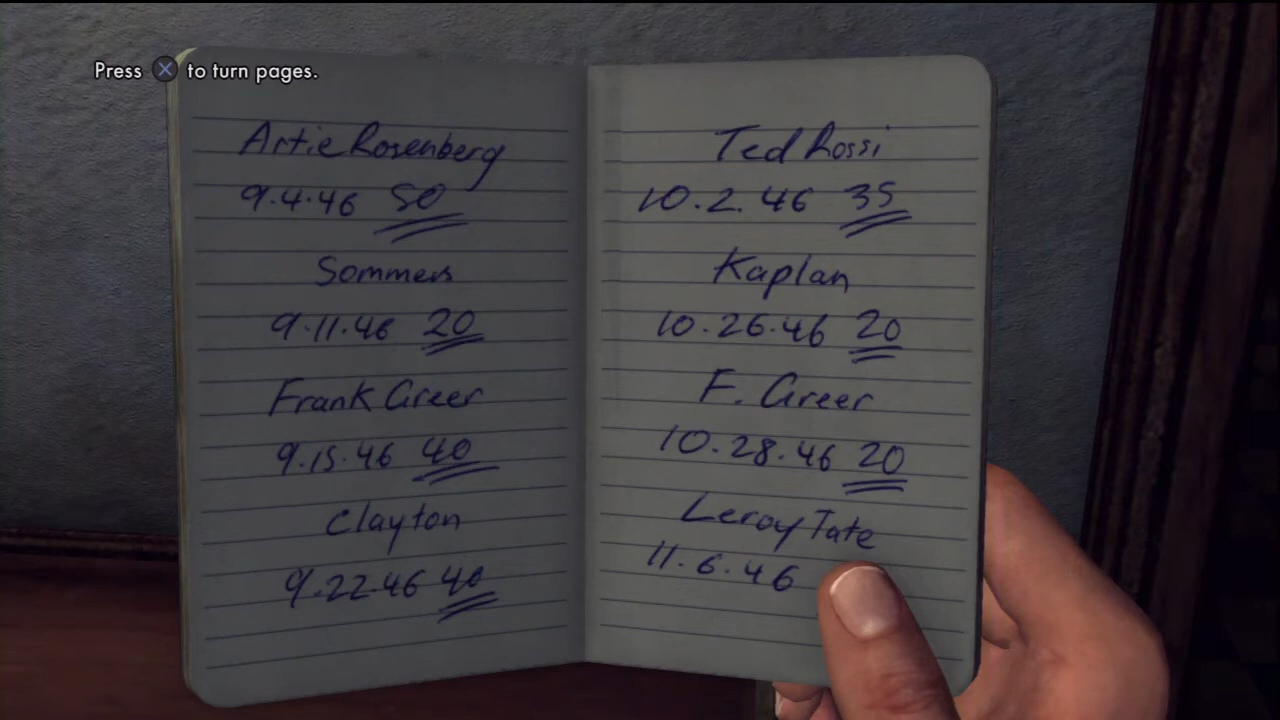 Press X to turn pages.
Artie Rosenberg
9.4.46 50
Sommers
9.11.46 20
Frank Greer
9.15.46 40
Clayton
9.22.46 40
Ted Rossi
10.2.46 35
Kaplan
10.26.46 20
F. Greer
10.28.46 20
Leroy Tate
11.6.46